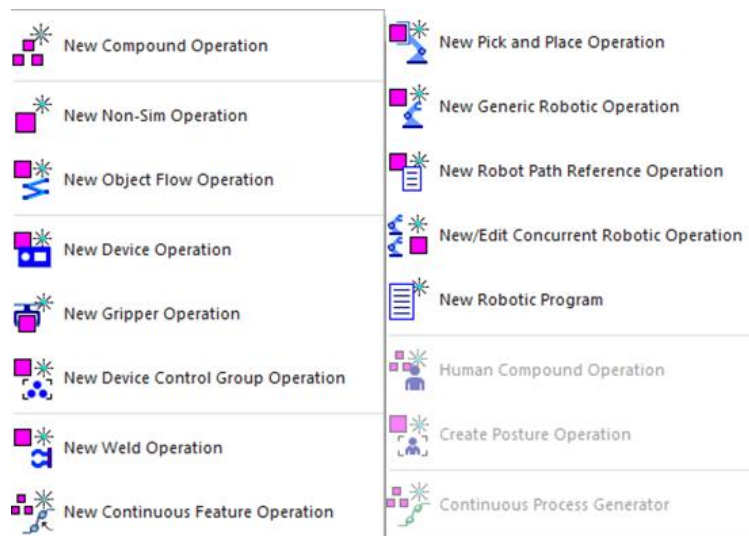 New Compound Operation
New Non-Sim Operation
New Object Flow Operation
New Device Operation
New Gripper Operation
New Device Control Group Operation
New Weld Operation
New Continuous Feature Operation
New Pick and Place Operation
New Generic Robotic Operation
New Robot Path Reference Operation
New/Edit Concurrent Robotic Operation
New Robotic Program
Human Compound Operation
Create Posture Operation
Continuous Process Generator